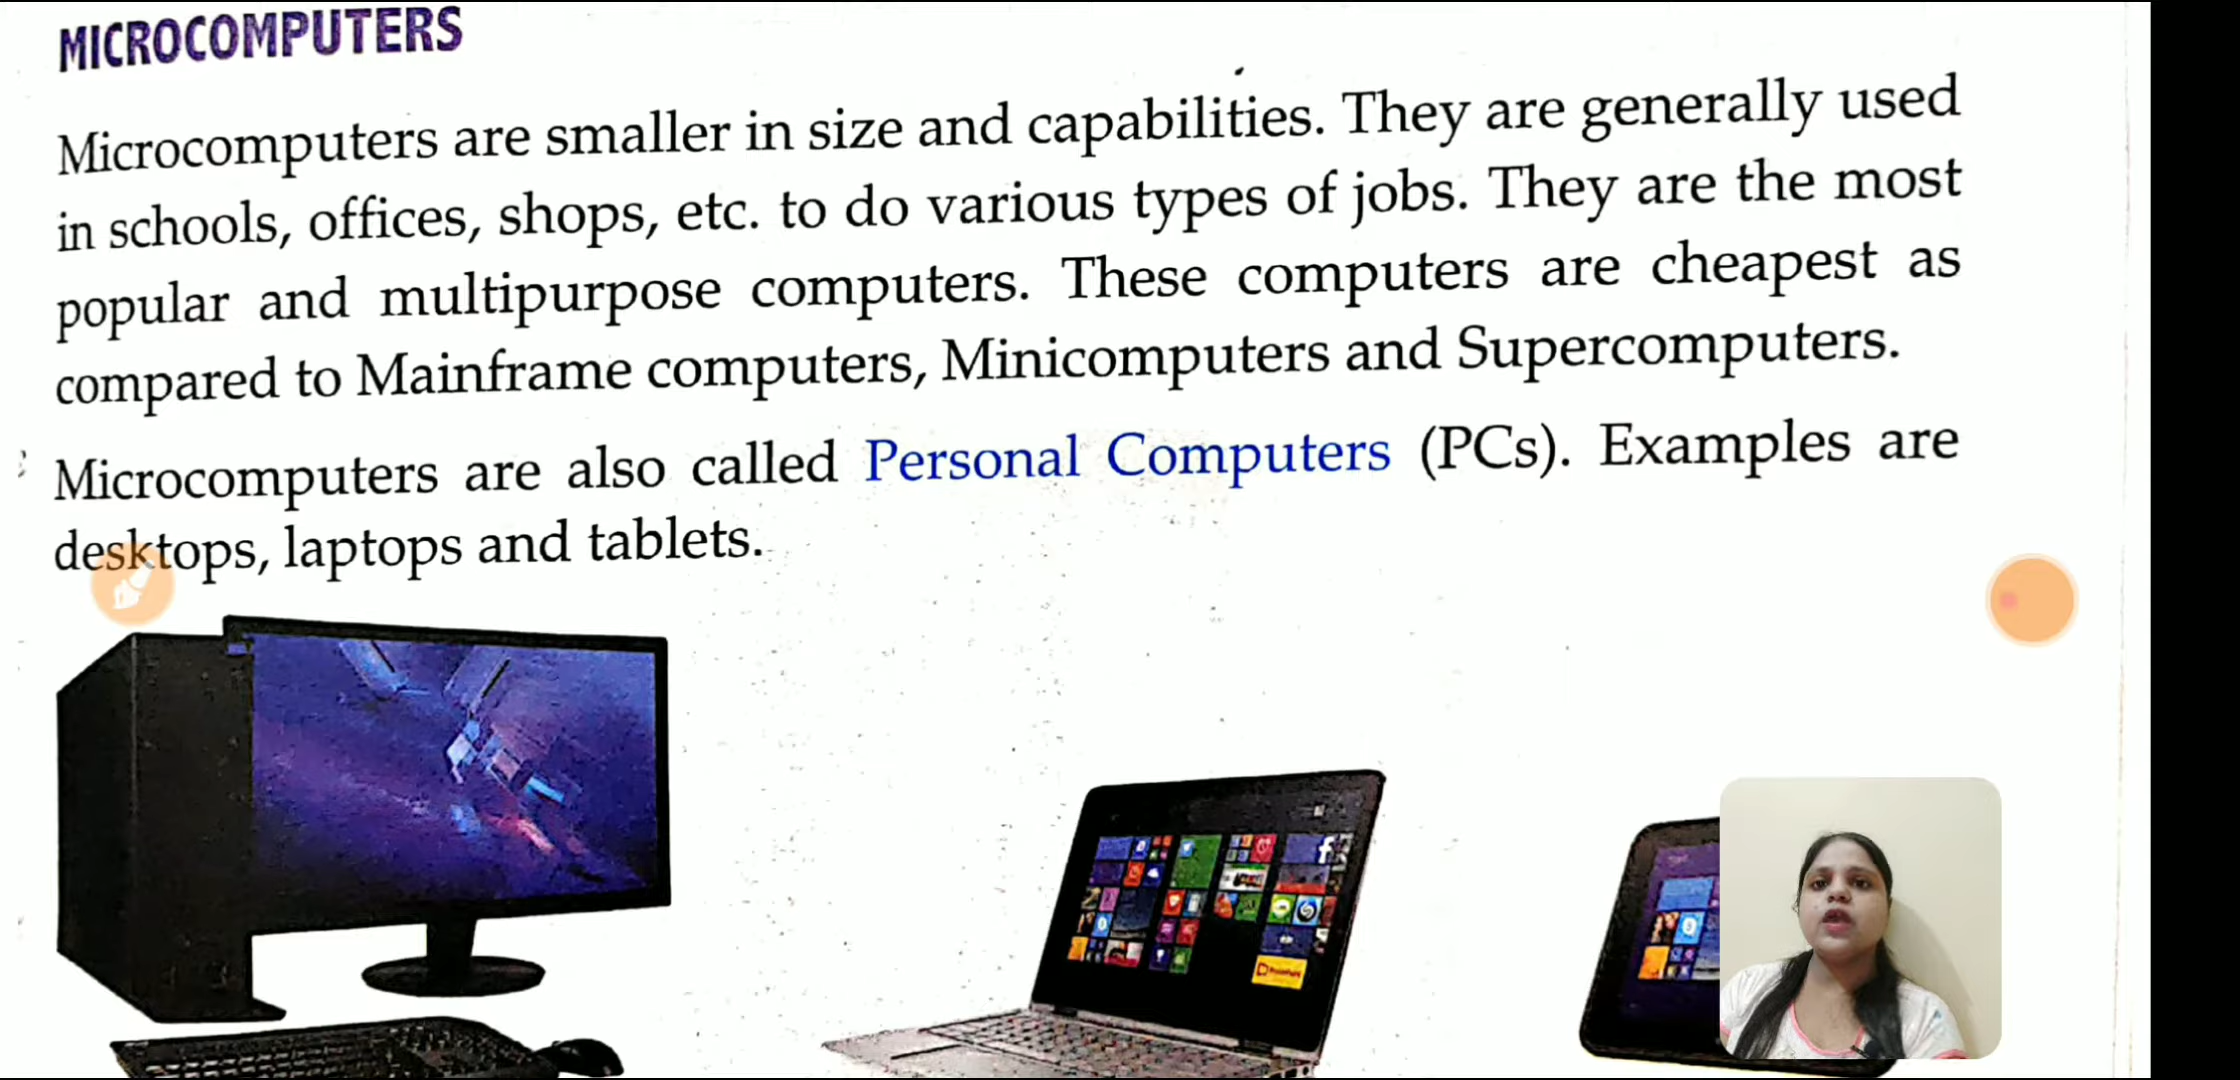 MICROCOMPUTERS
Microcomputers are smaller in size and capabilities. They are generally used
in schools, offices, shops, etc. to do various types of jobs. They are the most
popular and multipurpose computers. These computers are cheapest as
compared to Mainframe computers, Minicomputers and Supercomputers.
Microcomputers are also called Personal Computers (PCs). Examples are
desktops, laptops and tablets.